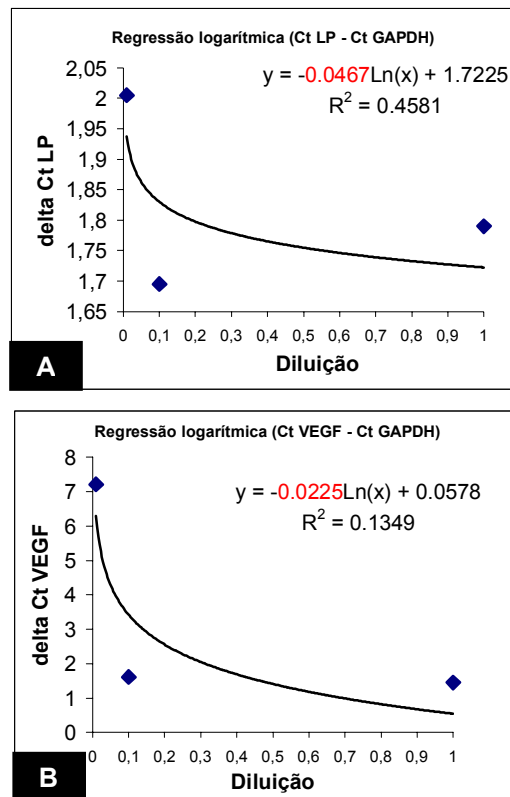 Regressão logarítmica (Ct LP - Ct GAPDH)
y = -0.0467Ln(x) + 1.7225
R² = 0.4581
delta Ct LP
2,05
2
1,95
1,9
1,85
1,8
1,75
1,7
1,65
0 0,1 0,2 0,3 0,4 0,5 0,6 0,7 0,8 0,9 1
Diluição
A
Regressão logarítmica (Ct VEGF - Ct GAPDH)
y = -0.0225Ln(x) + 0.0578
R² = 0.1349
delta Ct VEGF
8
7
6
5
4
3
2
1
0
0 0,1 0,2 0,3 0,4 0,5 0,6 0,7 0,8 0,9 1
Diluição
B